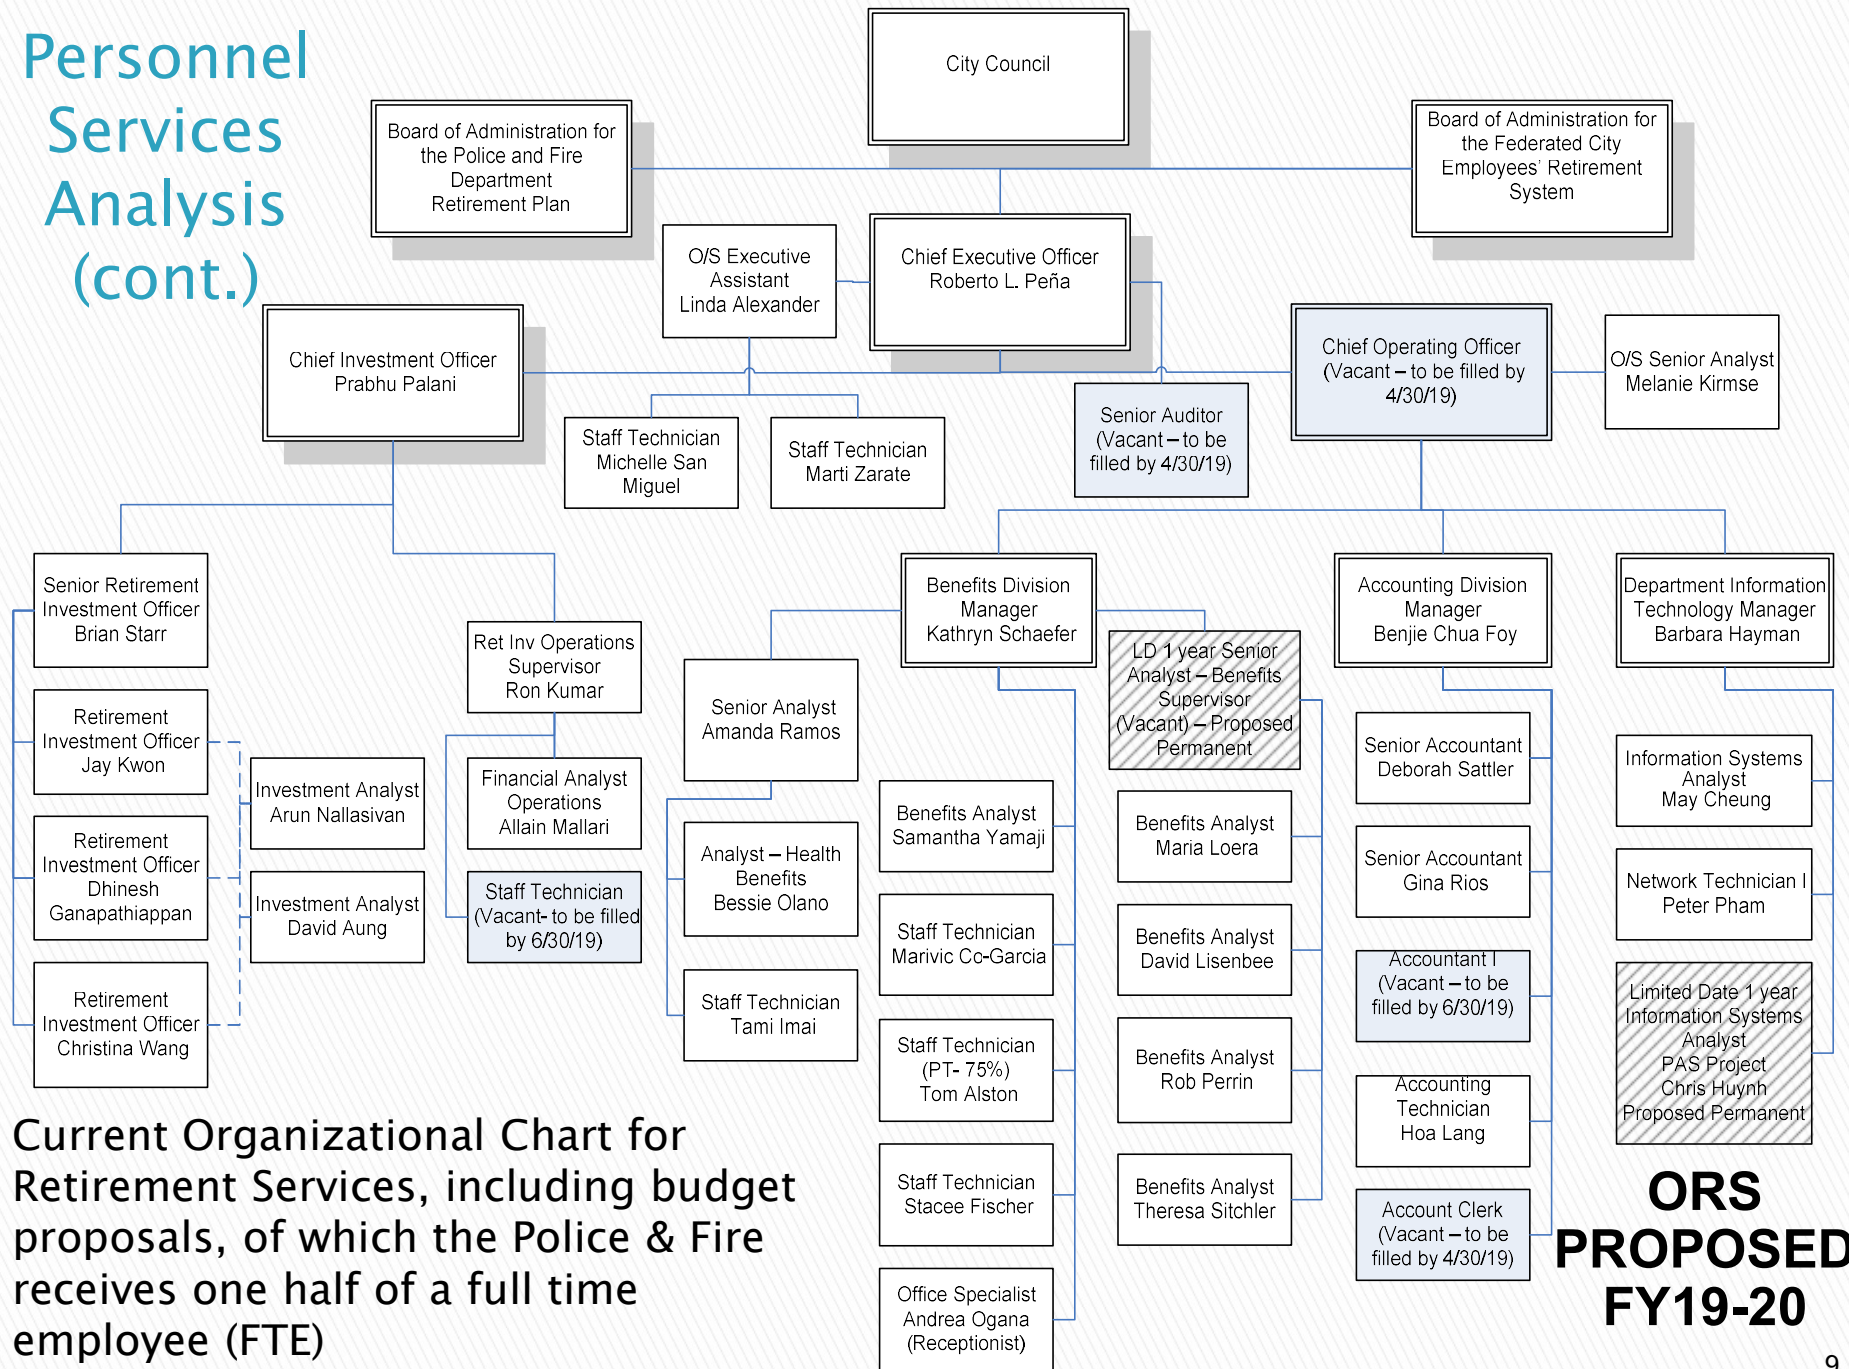 Personnel
Services
Analysis
(cont.)
City Council
Board of Administration for
the Police and Fire
Department
Retirement Plan
Board of Administration for
the Federated City
Employees’ Retirement
System
O/S Executive
Assistant
Linda Alexander
Chief Executive Officer
Roberto L. Peña
Chief Investment Officer
Prabhu Palani
Chief Operating Officer
(Vacant – to be filled by
4/30/19)
O/S Senior Analyst
Melanie Kirmse
Staff Technician
Michelle San
Miguel
Staff Technician
Marti Zarate
Senior Auditor
(Vacant – to be
filled by 4/30/19)
Senior Retirement
Investment Officer
Brian Starr
Retirement
Investment Officer
Jay Kwon
Retirement
Investment Officer
Dhinesh
Ganapathiappan
Retirement
Investment Officer
Christina Wang
Investment Analyst
Arun Nallasivan
Investment Analyst
David Aung
Ret Inv Operations
Supervisor
Ron Kumar
Financial Analyst
Operations
Allain Mallari
Staff Technician
(Vacant- to be filled
by 6/30/19)
Benefits Division
Manager
Kathryn Schaefer
Senior Analyst
Amanda Ramos
Analyst – Health
Benefits
Bessie Olano
Staff Technician
Tami Imai
Benefits Analyst
Samantha Yamaji
Staff Technician
Marivic Co-Garcia
Staff Technician
(PT- 75%)
Tom Alston
Staff Technician
Stacee Fischer
Office Specialist
Andrea Ogana
(Receptionist)
LD 1 year Senior
Analyst – Benefits
Supervisor
(Vacant) – Proposed
Permanent
Benefits Analyst
Maria Loera
Benefits Analyst
David Lisenbee
Benefits Analyst
Rob Perrin
Benefits Analyst
Theresa Sitchler
Accounting Division
Manager
Benjie Chua Foy
Senior Accountant
Deborah Sattler
Senior Accountant
Gina Rios
Accountant I
(Vacant – to be
filled by 6/30/19)
Accounting
Technician
Hoa Lang
Account Clerk
(Vacant – to be
filled by 4/30/19)
Department Information
Technology Manager
Barbara Hayman
Information Systems
Analyst
May Cheung
Network Technician I
Peter Pham
Limited Date 1 year
Information Systems
Analyst
PAS Project
Chris Huynh
Proposed Permanent
Current Organizational Chart for
Retirement Services, including budget
proposals, of which the Police & Fire
receives one half of a full time
employee (FTE)
ORS
PROPOSED
FY19-20
9